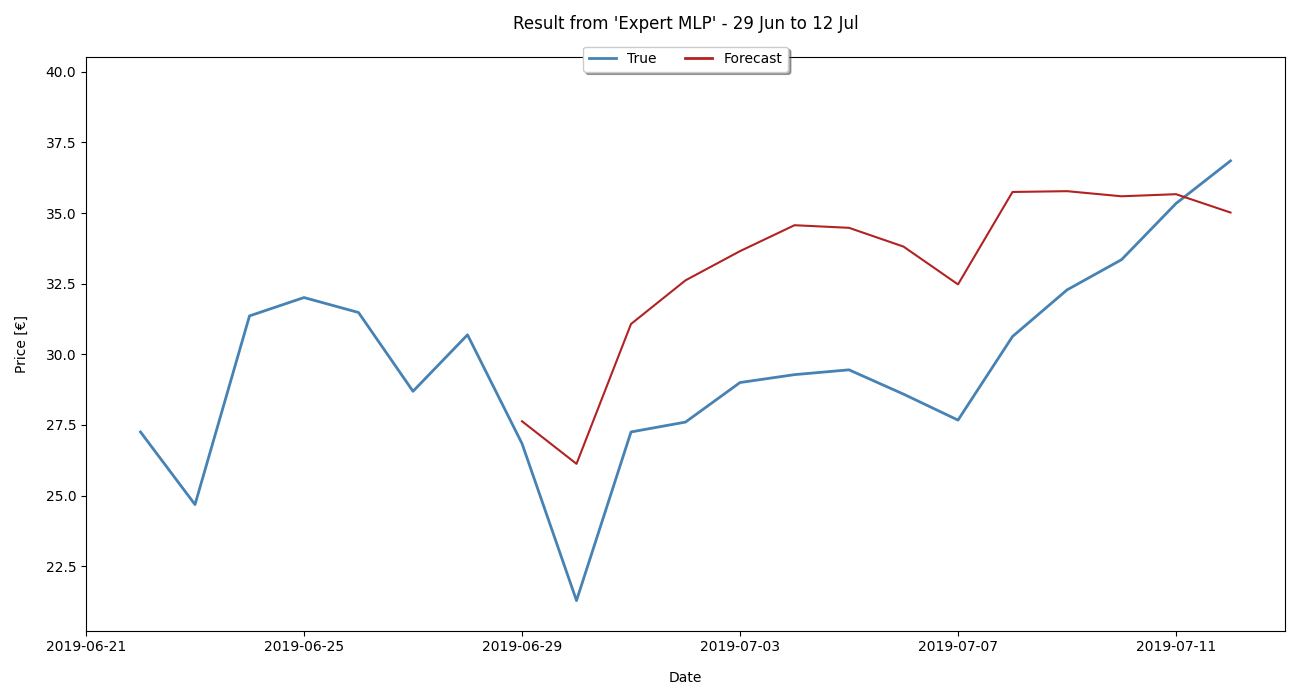 Result from 'Expert MLP' - 29 Jun to 12 Jul
True Forecast
40.0
37.5
35.0
32.5
30.0
27.5
25.0
22.5
Price [€]
2019-06-21 2019-06-25 2019-06-29 2019-07-03 2019-07-07 2019-07-11
Date